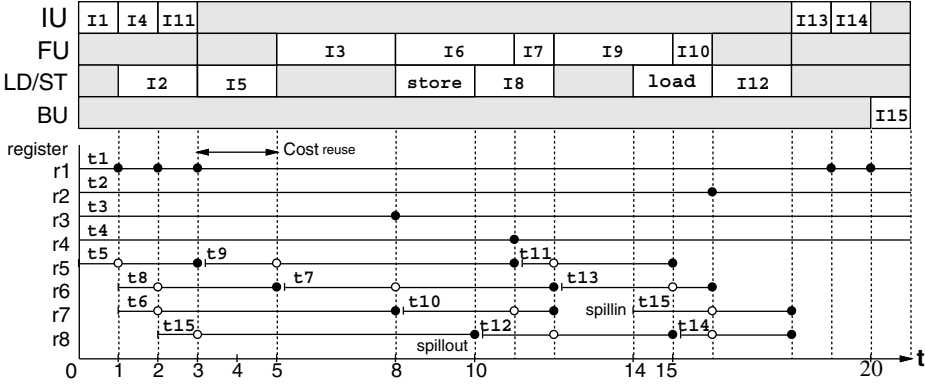 IU I1 I4 I11 I13 I14
FU I3 I6 I7 I9 I10
LD/ST I2 I5 store I8 load I12
BU I15
register t1 Cost reuse
r1
t2
r2
t3
r3
t4
r4
t5 t9 t11
r5
t8 t7 t13
r6
t6 t10 spillin t15
r7
t15 t12 t14
r8
spillout
0 1 2 3 4 5 8 10 14 15 20 t